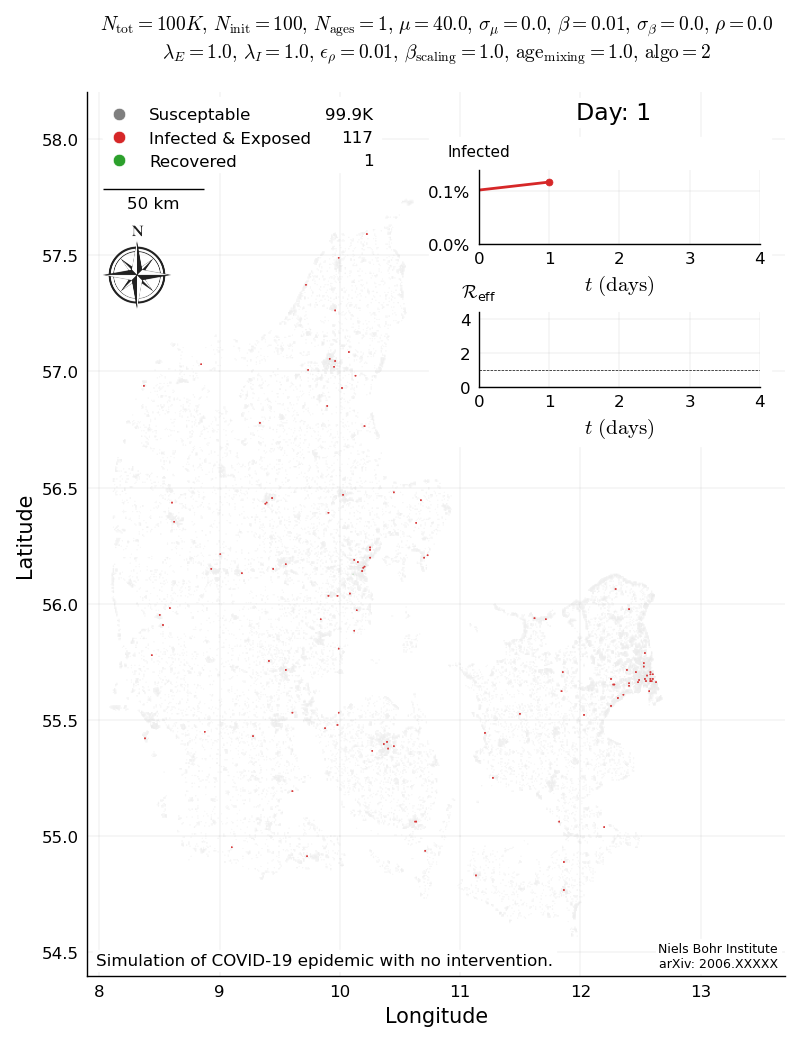 N_tot = 100K, N_init = 100, N_ages = 1, μ = 40.0, σ_μ = 0.0, β = 0.01, σ_β = 0.0, ρ = 0.0
λ_E = 1.0, λ_I = 1.0, ϵ_ρ = 0.01, β_scaling = 1.0, age_mixing = 1.0, algo = 2
Susceptable 99.9K
Infected & Exposed 117
Recovered 1
50 km
N
Day: 1
Infected
0.1%
0.0%
0 1 2 3 4
t (days)
R_eff
4
2
0
0 1 2 3 4
t (days)
58.0
57.5
57.0
56.5
56.0
55.5
55.0
54.5
Latitude
Simulation of COVID-19 epidemic with no intervention.
Niels Bohr Institute
arXiv: 2006.XXXXX
8 9 10 11 12 13
Longitude